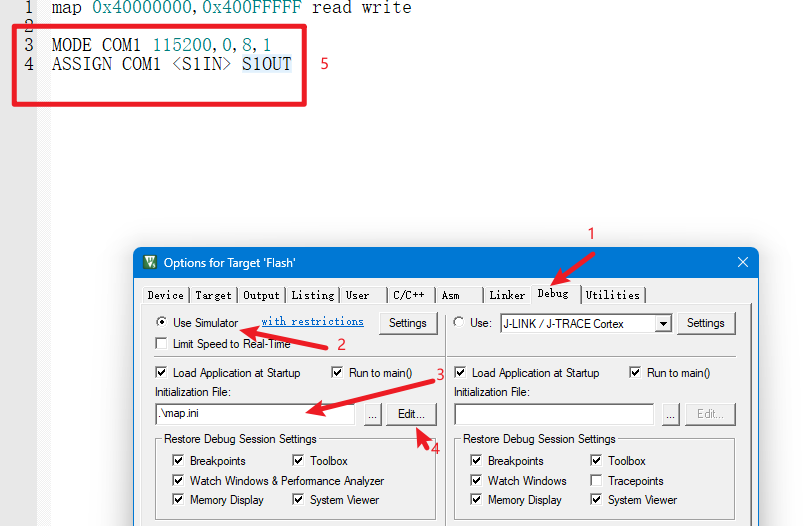 1 map 0x40000000,0x400FFFFF read write
2
3 MODE COM1 115200,0,8,1
4 ASSIGN COM1 <S1IN> S1OUT 5
1
Options for Target 'Flash'
Device Target Output Listing User C/C++ Asm Linker Debug Utilities
Use Simulator with restrictions Settings Use: J-LINK / J-TRACE Cortex Settings
Limit Speed to Real-Time 2
Load Application at Startup Run to main() Load Application at Startup Run to main()
3
Initialization File: Initialization File:
.\map.ini ... Edit... ... Edit...
4
Restore Debug Session Settings Restore Debug Session Settings
Breakpoints Toolbox Breakpoints Toolbox
Watch Windows & Performance Analyzer Watch Windows Tracepoints
Memory Display System Viewer Memory Display System Viewer